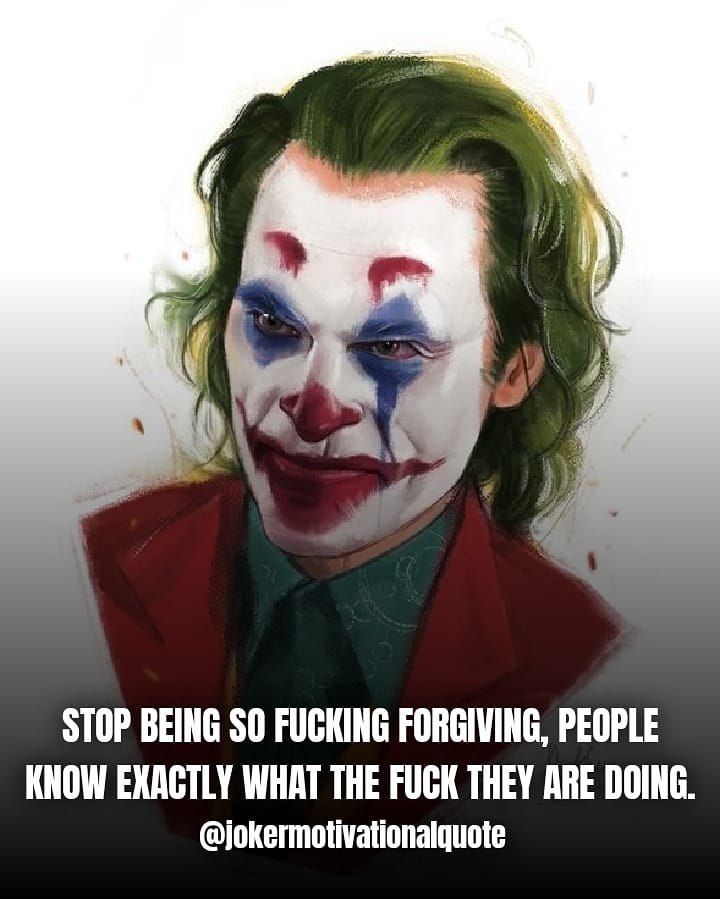 STOP BEING SO FUCKING FORGIVING, PEOPLE
KNOW EXACTLY WHAT THE FUCK THEY ARE DOING.
@jokermotivationalquote